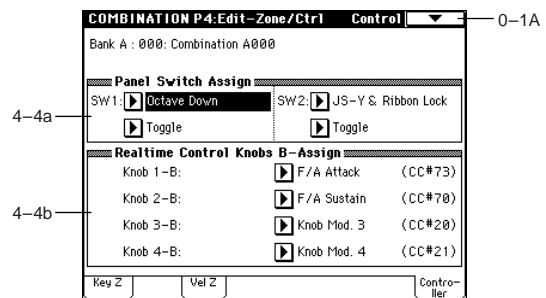 COMBINATION P4:Edit-Zone/Ctrl Control
0–1A
Bank A : 000: Combination A000
Panel Switch Assign
SW1: Octave Down SW2: JS-Y & Ribbon Lock
4–4a
Toggle Toggle
Realtime Control Knobs B-Assign
Knob 1-B: F/A Attack (CC#73)
Knob 2-B: F/A Sustain (CC#70)
4–4b
Knob 3-B: Knob Mod. 3 (CC#20)
Knob 4-B: Knob Mod. 4 (CC#21)
Key Z Vel Z Contro-
ller